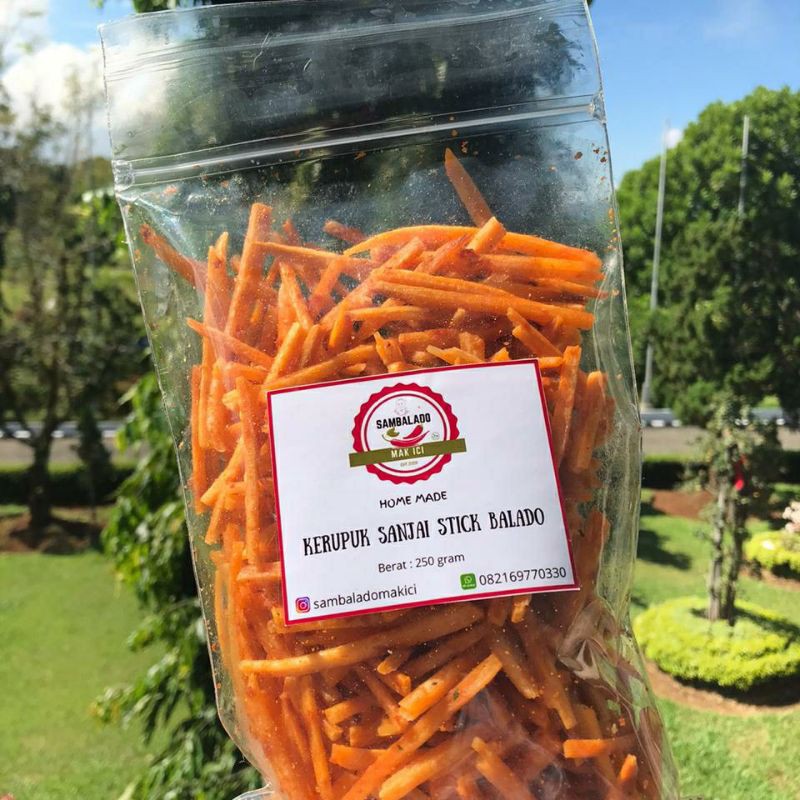 SAMBALADO
MAK ICI
HOME MADE
KERUPUK SANJAI STICK BALADO
Berat : 250 gram
sambaladomakici
082169770330